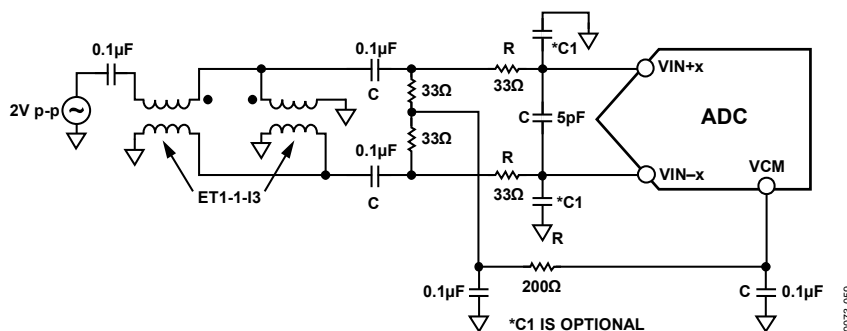 0.1µF
2V p-p
ET1-1-I3
0.1µF
C
33Ω
33Ω
0.1µF
C
R
33Ω
*C1
C 5pF
R
33Ω
*C1
R
VIN+x
ADC
VIN–x
VCM
0.1µF
200Ω
C 0.1µF
*C1 IS OPTIONAL